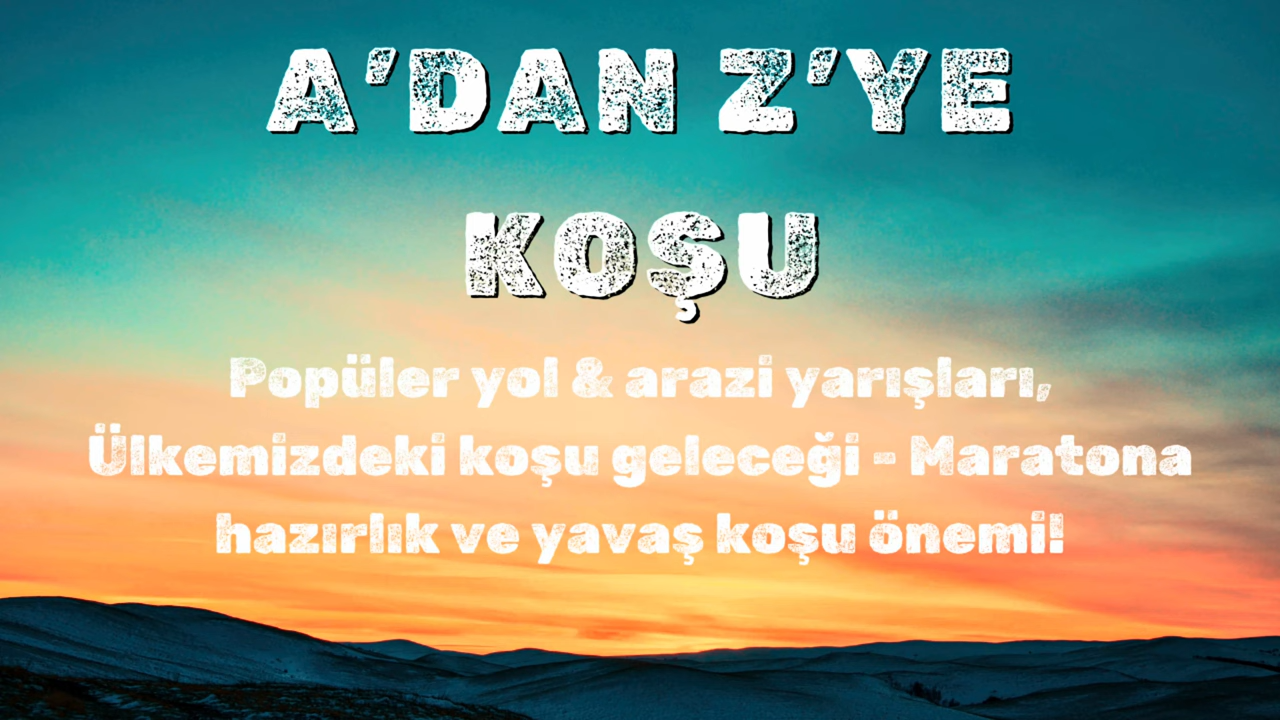 A'DAN Z'YE
KOŞU
Popüler yol & arazi yarışları,
Ülkemizdeki koşu geleceği - Maratona
hazırlık ve yavaş koşu önemi!